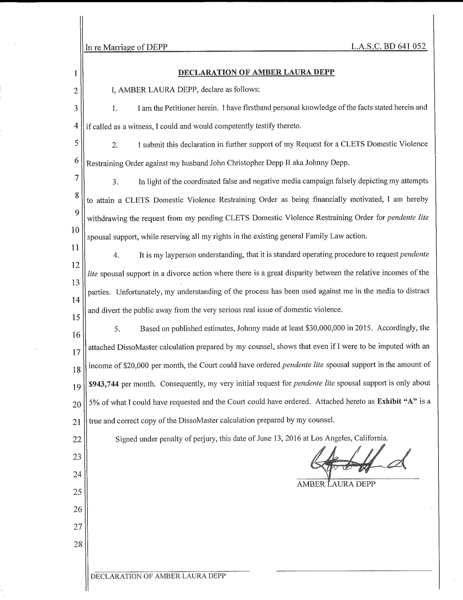 In re Marriage of DEPP L.A.S.C. BD 641 052
1 DECLARATION OF AMBER LAURA DEPP
2 I, AMBER LAURA DEPP, declare as follows:
3 1. I am the Petitioner herein. I have firsthand personal knowledge of the facts stated herein and
4 if called as a witness, I could and would competently testify thereto.
5 2. I submit this declaration in further support of my Request for a CLETS Domestic Violence
6 Restraining Order against my husband John Christopher Depp II aka Johnny Depp.
7 3. In light of the coordinated false and negative media campaign falsely depicting my attempts
8 to attain a CLETS Domestic Violence Restraining Order as being financially motivated, I am hereby
9 withdrawing the request from my pending CLETS Domestic Violence Restraining Order for pendente lite
10 spousal support, while reserving all my rights in the existing general Family Law action.
11 4. It is my layperson understanding, that it is standard operating procedure to request pendente
12 lite spousal support in a divorce action where there is a great disparity between the relative incomes of the
13 parties. Unfortunately, my understanding of the process has been used against me in the media to distract
14 and divert the public away from the very serious real issue of domestic violence.
15
16 5. Based on published estimates, Johnny made at least $30,000,000 in 2015. Accordingly, the
17 attached DissoMaster calculation prepared by my counsel, shows that even if I were to be imputed with an
18 income of $20,000 per month, the Court could have ordered pendente lite spousal support in the amount of
19 $943,744 per month. Consequently, my very initial request for pendente lite spousal support is only about
20 5% of what I could have requested and the Court could have ordered. Attached hereto as Exhibit “A” is a
21 true and correct copy of the DissoMaster calculation prepared by my counsel.
22 Signed under penalty of perjury, this date of June 13, 2016 at Los Angeles, California.
23
24
AMBER LAURA DEPP
25
26
27
28
DECLARATION OF AMBER LAURA DEPP